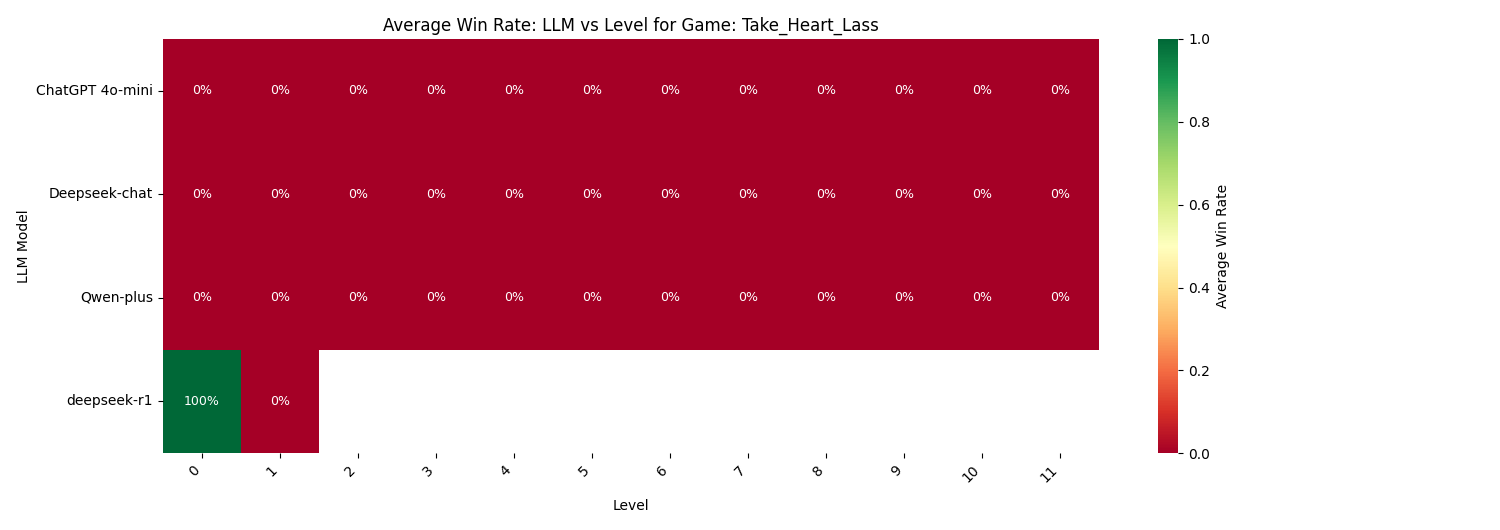 Average Win Rate: LLM vs Level for Game: Take_Heart_Lass
LLM Model
ChatGPT 4o-mini 0% 0% 0% 0% 0% 0% 0% 0% 0% 0% 0% 0%
Deepseek-chat 0% 0% 0% 0% 0% 0% 0% 0% 0% 0% 0% 0%
Qwen-plus 0% 0% 0% 0% 0% 0% 0% 0% 0% 0% 0% 0%
deepseek-r1 100% 0%
0 1 2 3 4 5 6 7 8 9 10 11
Level
1.0
0.8
0.6
0.4
0.2
0.0
Average Win Rate